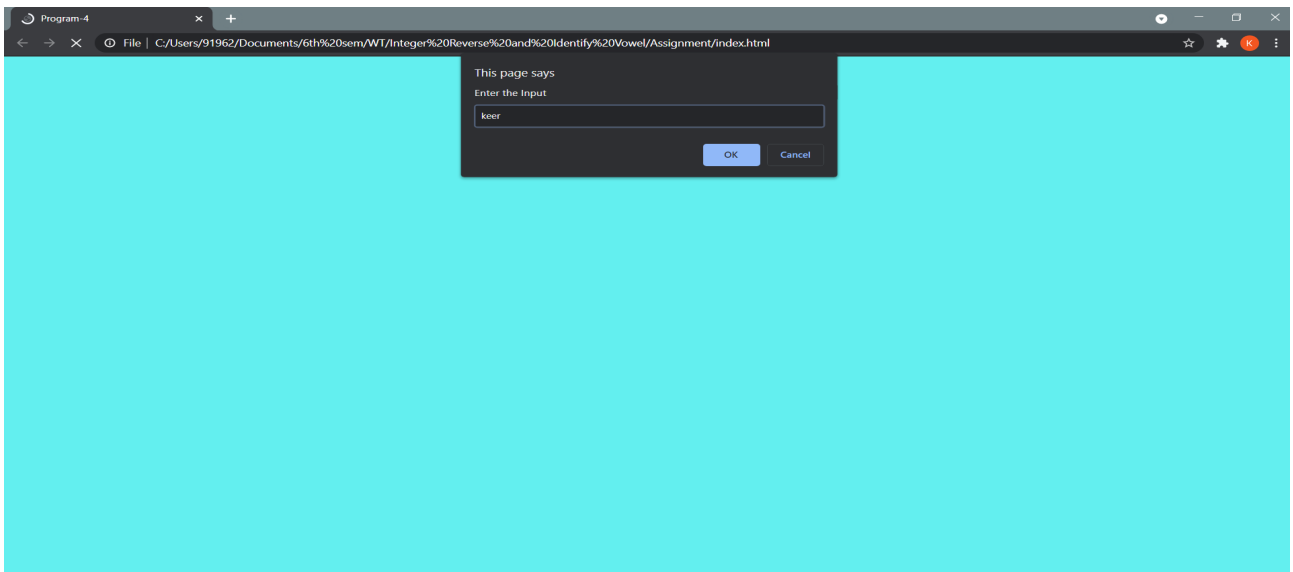 Program-4
File | C:/Users/91962/Documents/6th%20sem/WT/Integer%20Reverse%20and%20Identify%20Vowel/Assignment/index.html
K
This page says
Enter the Input
keer
OK Cancel